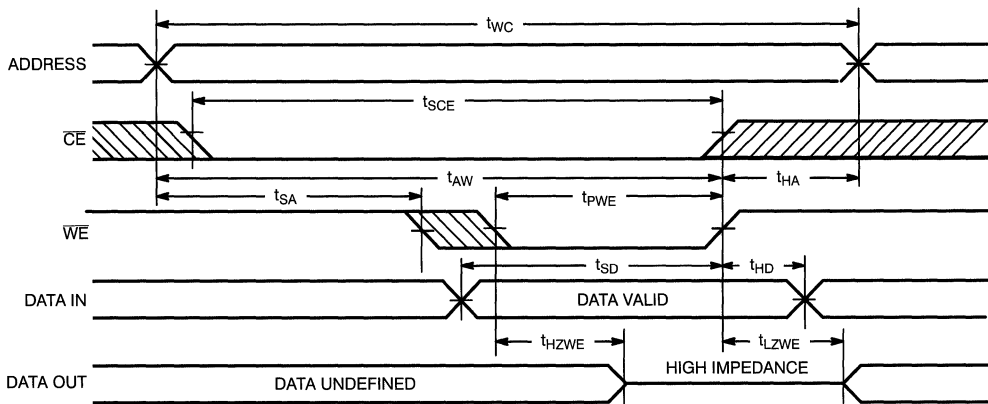 tWC
ADDRESS
tSCE
CE
tAW
tHA
tSA
tPWE
WE
tSD
tHD
DATA IN
DATA VALID
tHZWE
tLZWE
HIGH IMPEDANCE
DATA OUT
DATA UNDEFINED